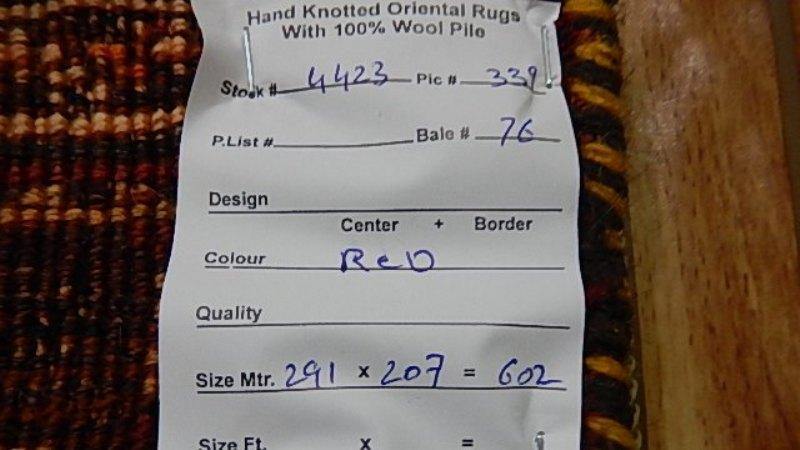 Hand Knotted Oriental Rugs
With 100% Wool Pile
Stock # 4423 Pic # 339
P.List # Bale # 76
Design
Center + Border
Colour ReD
Quality
Size Mtr. 291 x 207 = 602
Size Ft. x =